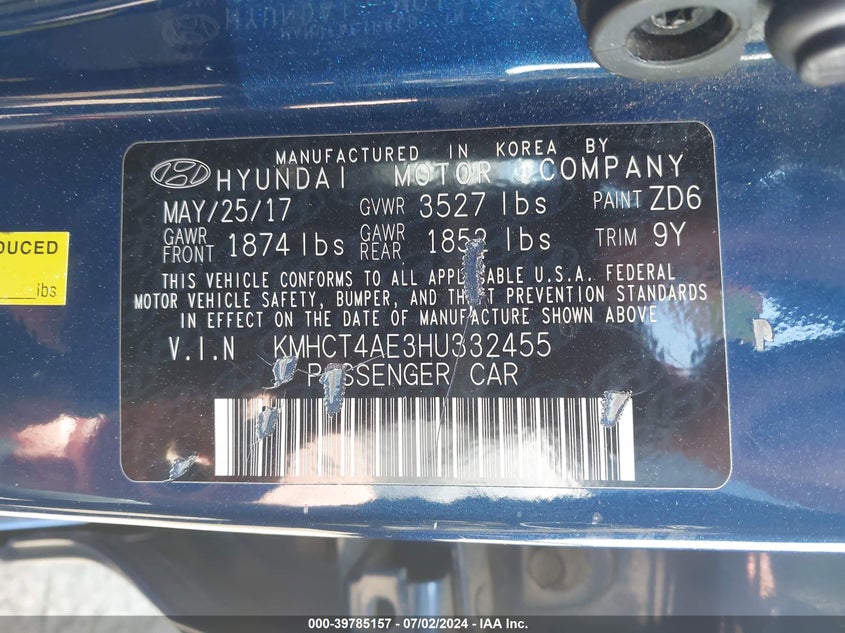 MANUFACTURED IN KOREA BY
HYUNDAI MOTOR COMPANY
MAY/25/17 GVWR 3527 lbs PAINT ZD6
GAWR FRONT 1874 lbs GAWR REAR lbs TRIM 9Y
THIS VEHICLE CONFORMS TO ALL APPLICABLE U.S.A. FEDERAL
MOTOR VEHICLE SAFETY, BUMPER, AND THEFT PREVENTION STANDARDS
IN EFFECT ON THE DATE OF MANUFACTURE SHOWN ABOVE
V.I.N KMHCT4AE3HU332455
PASSENGER CAR
DUCED
lbs
000-39785157 - 07/02/2024 - IAA Inc.